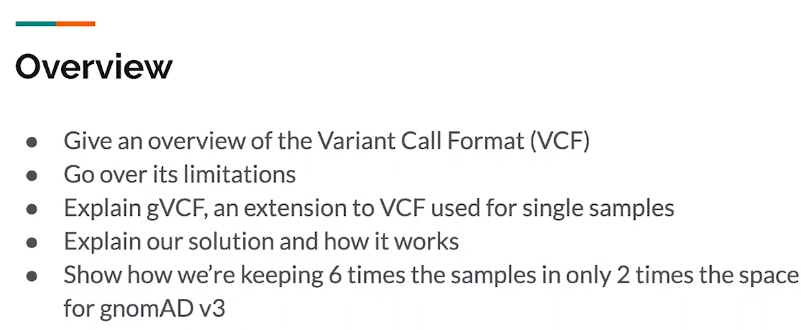 Overview
● Give an overview of the Variant Call Format (VCF)
● Go over its limitations
● Explain gVCF, an extension to VCF used for single samples
● Explain our solution and how it works
● Show how we’re keeping 6 times the samples in only 2 times the space
for gnomAD v3